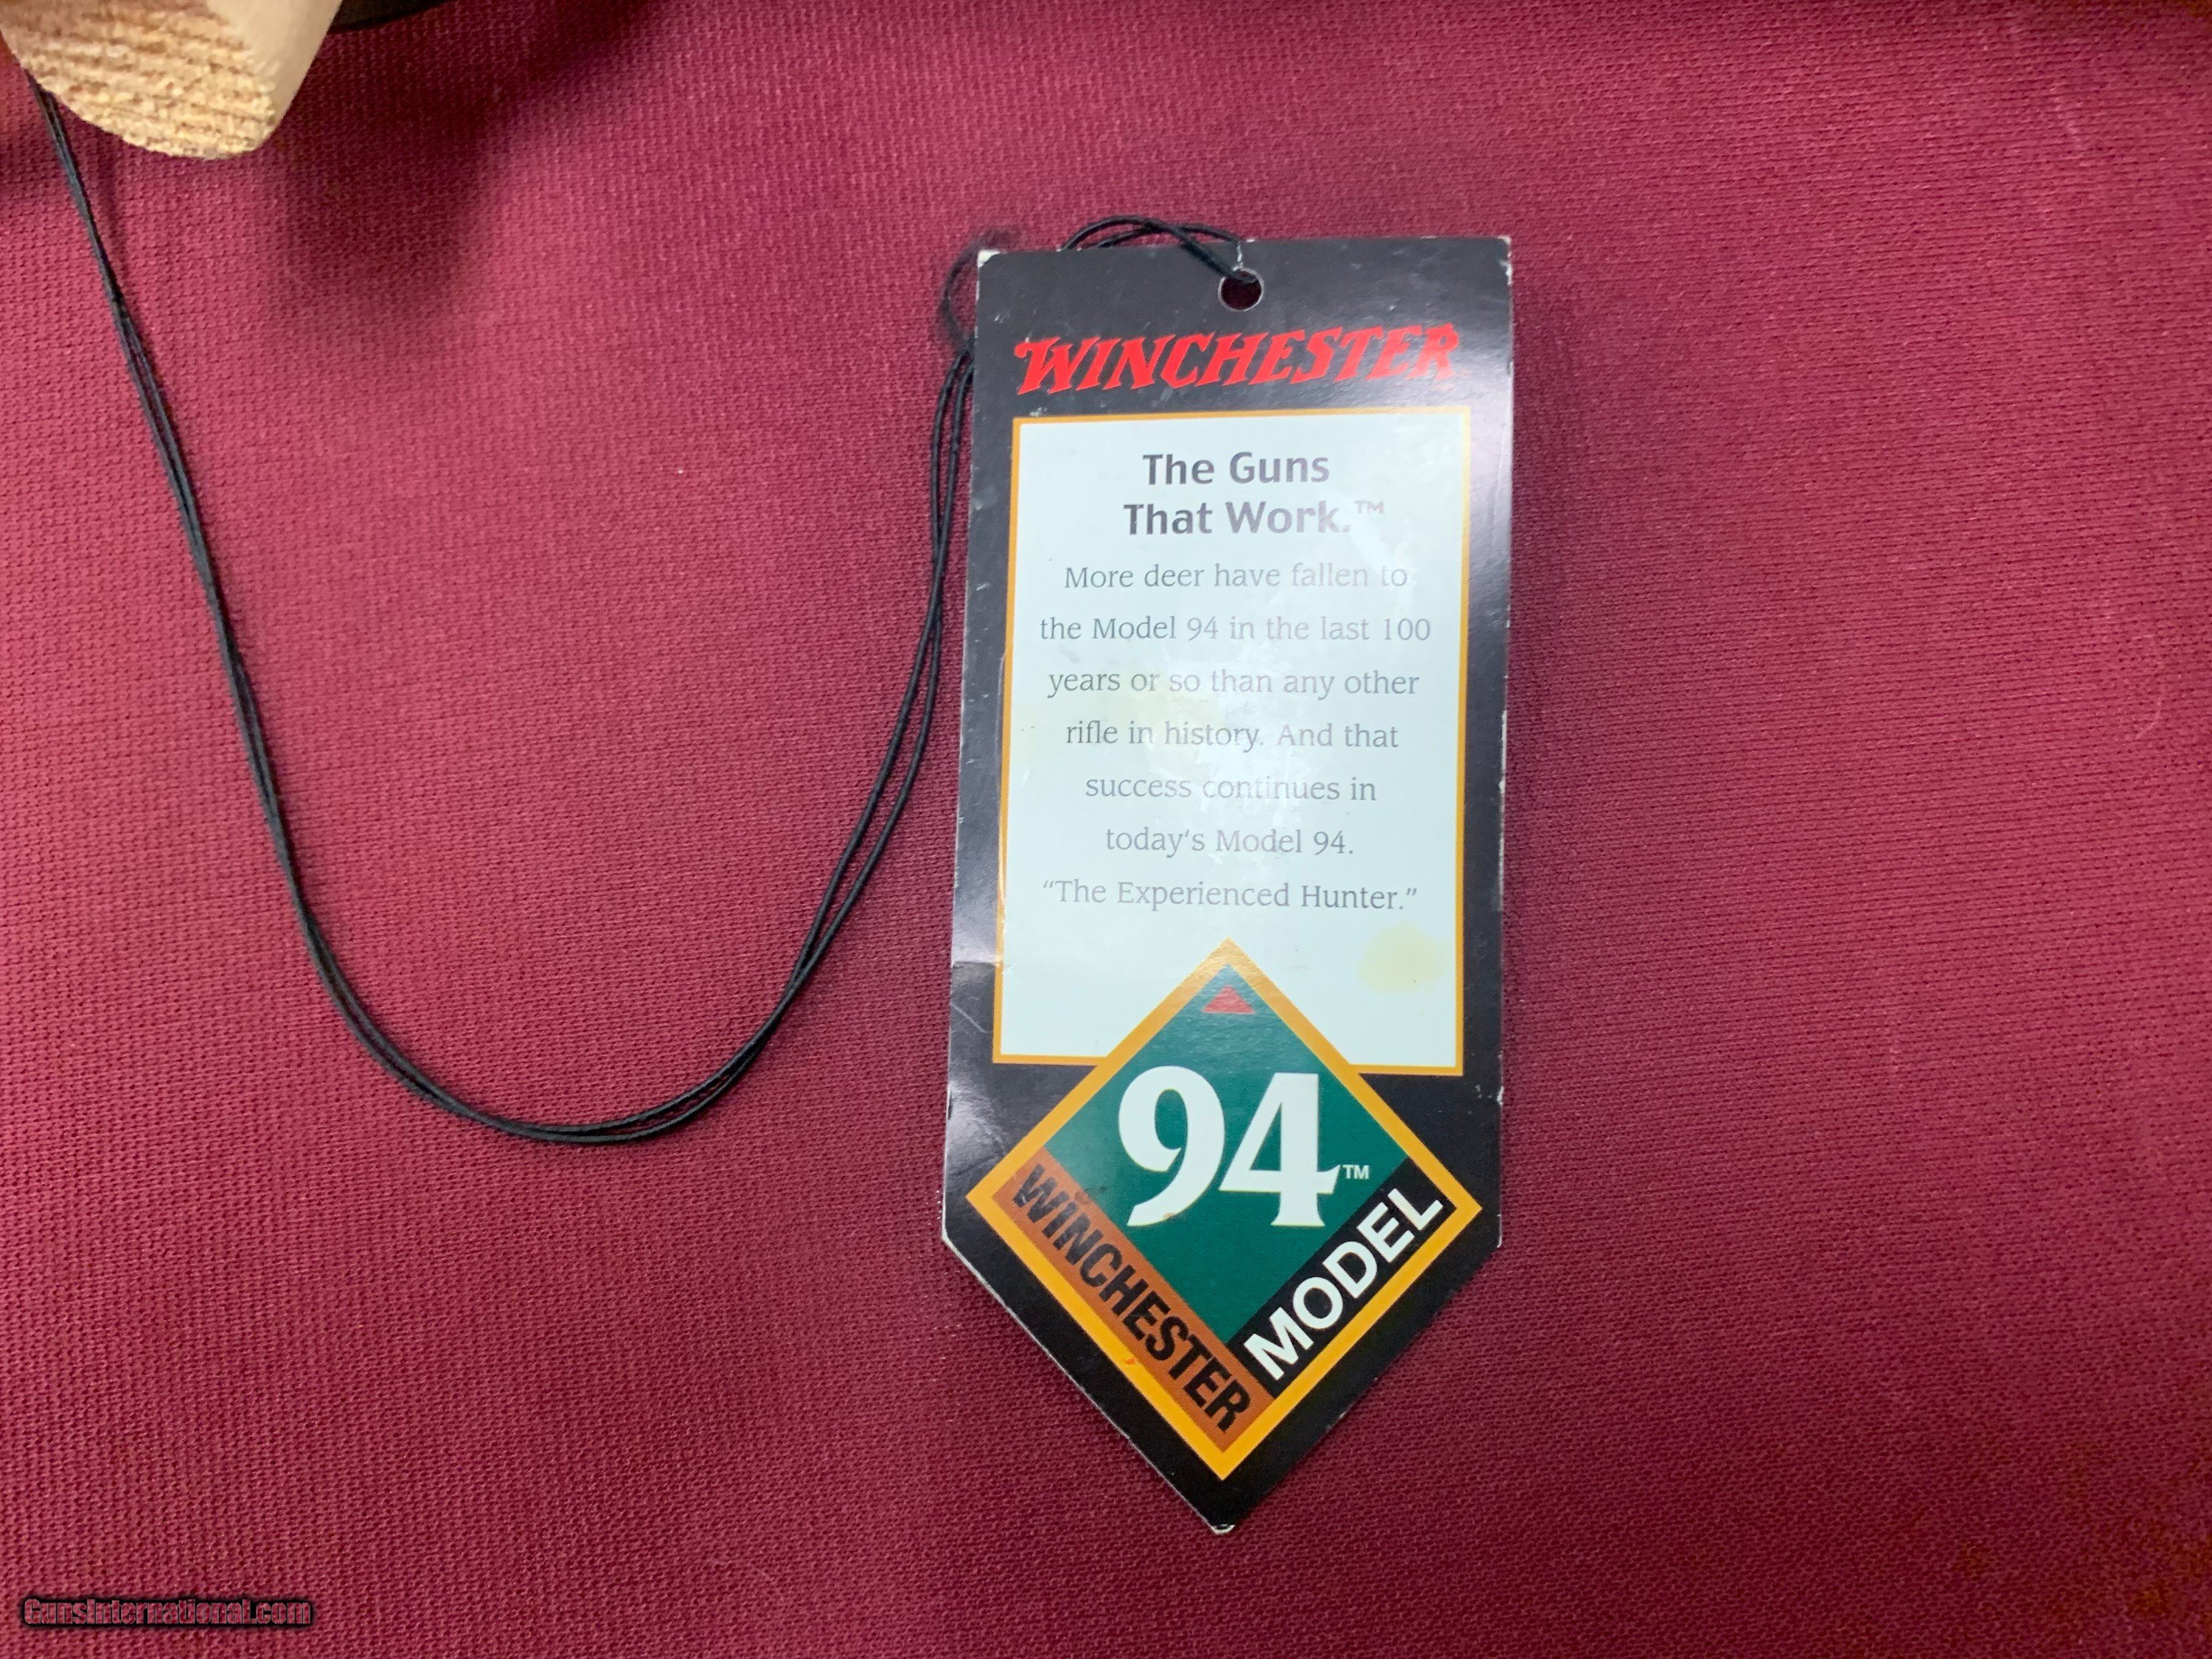 WINCHESTER
The Guns
That Work.™
More deer have fallen to
the Model 94 in the last 100
years or so than any other
rifle in history. And that
success continues in
today's Model 94.
“The Experienced Hunter.”
94™
WINCHESTER
MODEL
GunsInternational.com